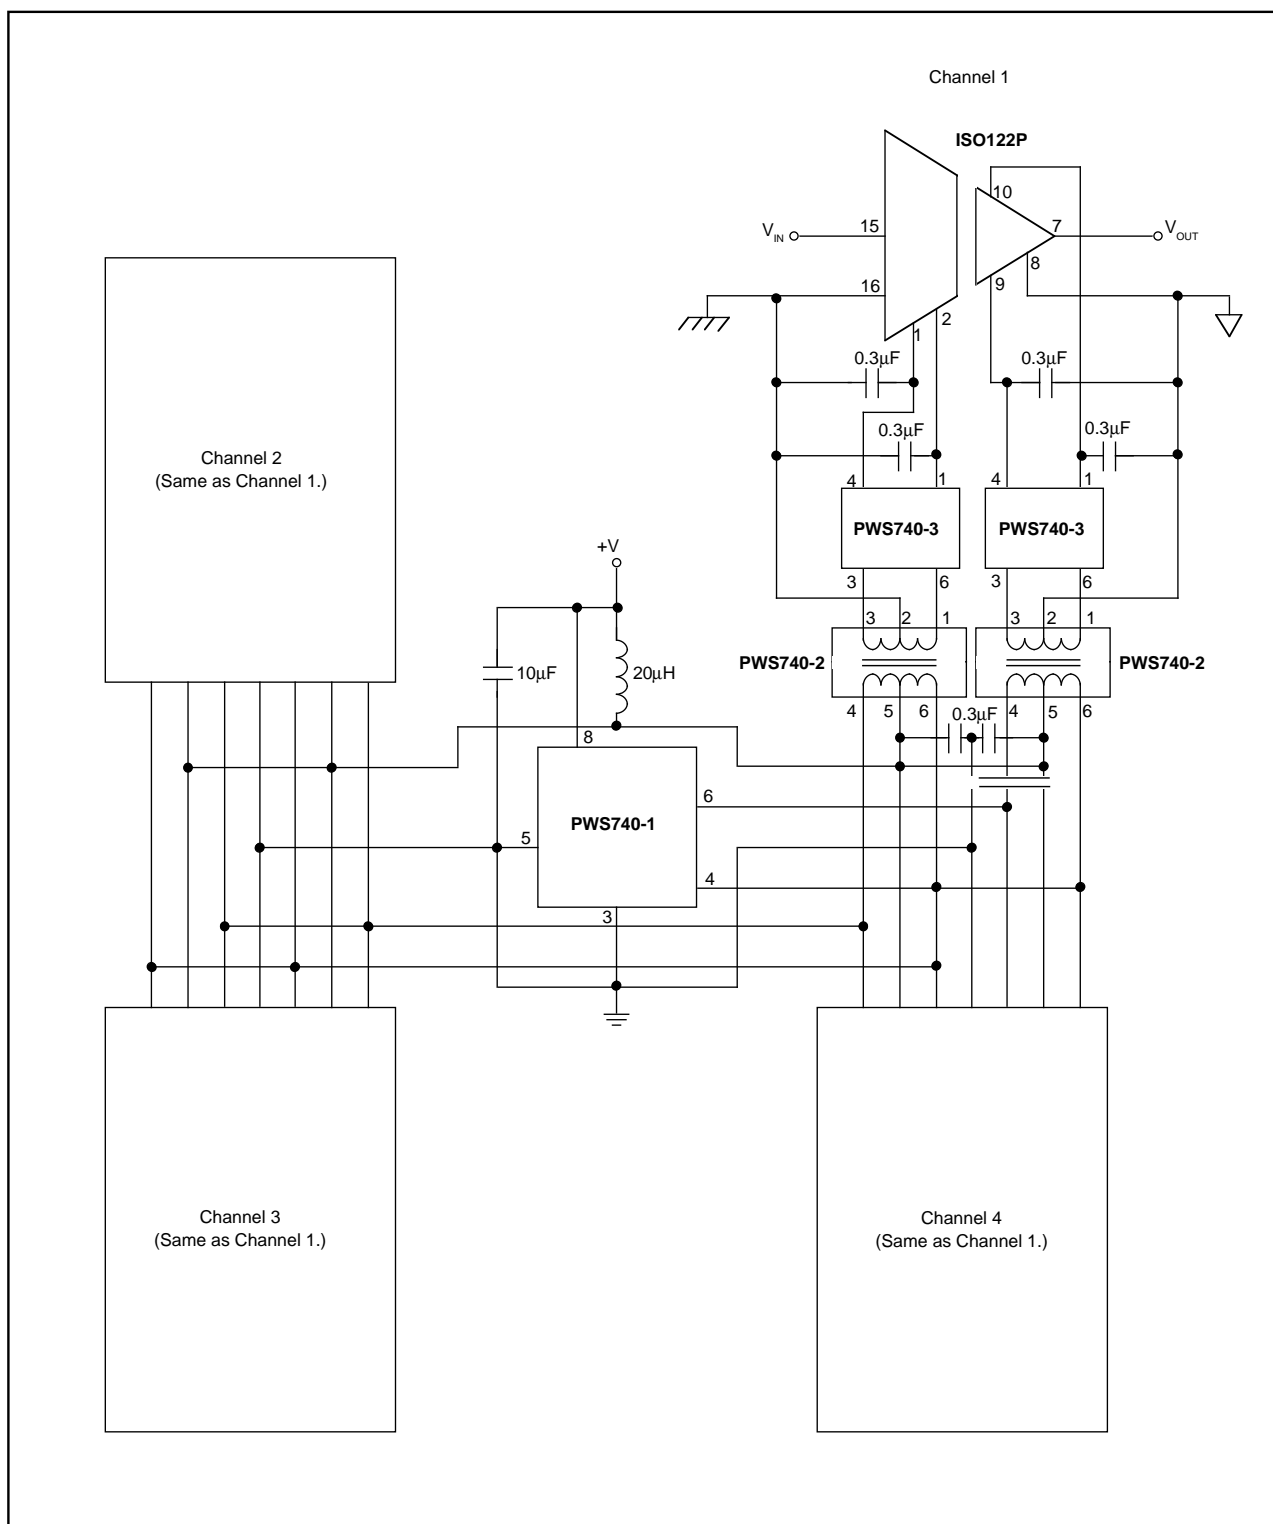 Channel 1
ISO122P
10
15
V_IN
7
V_OUT
8
16
9
2
1
0.3µF
0.3µF
0.3µF
0.3µF
Channel 2
(Same as Channel 1.)
4
1
4
1
PWS740-3
PWS740-3
+V
3
6
3
6
3
2
1
3
2
1
PWS740-2
PWS740-2
10µF
20µH
4
5
6
0.3µF
4
5
6
8
6
PWS740-1
5
4
3
Channel 3
(Same as Channel 1.)
Channel 4
(Same as Channel 1.)